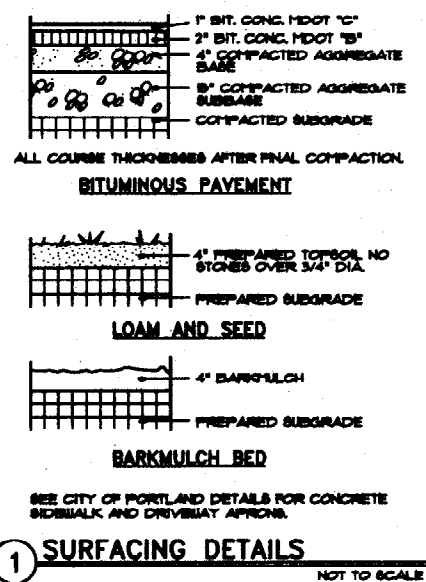 1" BIT. CONC. MDOT "C"
2" BIT. CONC. MDOT "B"
4" COMPACTED AGGREGATE
BASE
COMPACTED AGGREGATE
SUBBASE
COMPACTED SUBGRADE
ALL COURSE THICKNESSES AFTER FINAL COMPACTION.
BITUMINOUS PAVEMENT
4" PREPARED TOPSOIL NO
STONES OVER 3/4" DIA.
PREPARED SUBGRADE
LOAM AND SEED
4" BARKMULCH
PREPARED SUBGRADE
BARKMULCH BED
SEE CITY OF PORTLAND DETAILS FOR CONCRETE
SIDEWALK AND DRIVEWAY APRONS.
1 SURFACING DETAILS
NOT TO SCALE